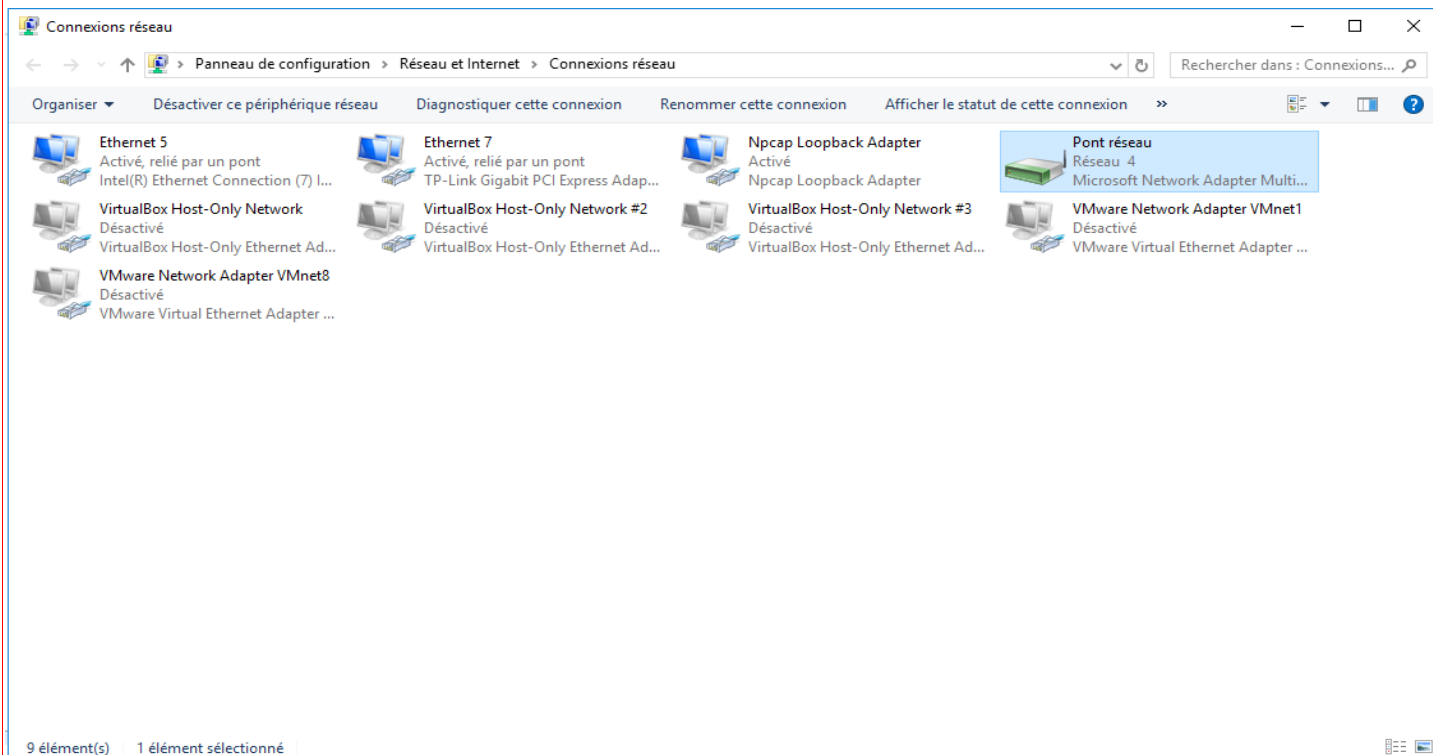 Connexions réseau
Panneau de configuration › Réseau et Internet › Connexions réseau
Rechercher dans : Connexions...
Organiser Désactiver ce périphérique réseau Diagnostiquer cette connexion Renommer cette connexion Afficher le statut de cette connexion »
Ethernet 5
Activé, relié par un pont
Intel(R) Ethernet Connection (7) I...
Ethernet 7
Activé, relié par un pont
TP-Link Gigabit PCI Express Adap...
Npcap Loopback Adapter
Activé
Npcap Loopback Adapter
Pont réseau
Réseau 4
Microsoft Network Adapter Multi...
VirtualBox Host-Only Network
Désactivé
VirtualBox Host-Only Ethernet Ad...
VirtualBox Host-Only Network #2
Désactivé
VirtualBox Host-Only Ethernet Ad...
VirtualBox Host-Only Network #3
Désactivé
VirtualBox Host-Only Ethernet Ad...
VMware Network Adapter VMnet1
Désactivé
VMware Virtual Ethernet Adapter ...
VMware Network Adapter VMnet8
Désactivé
VMware Virtual Ethernet Adapter ...
9 élément(s) 1 élément sélectionné